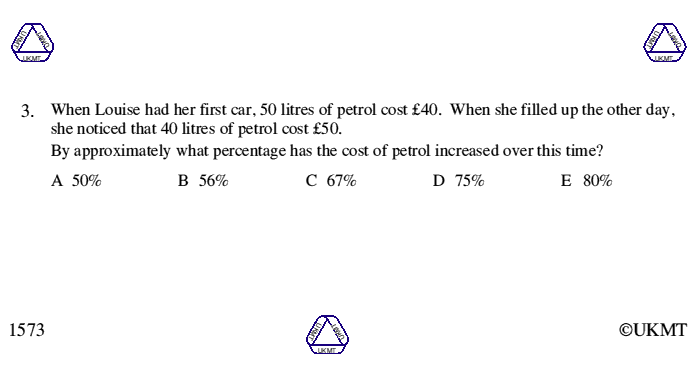 UKMT UKMT UKMT
UKMT UKMT UKMT
3. When Louise had her first car, 50 litres of petrol cost £40. When she filled up the other day,
she noticed that 40 litres of petrol cost £50.
By approximately what percentage has the cost of petrol increased over this time?
A 50% B 56% C 67% D 75% E 80%
1573
UKMT UKMT UKMT
©UKMT